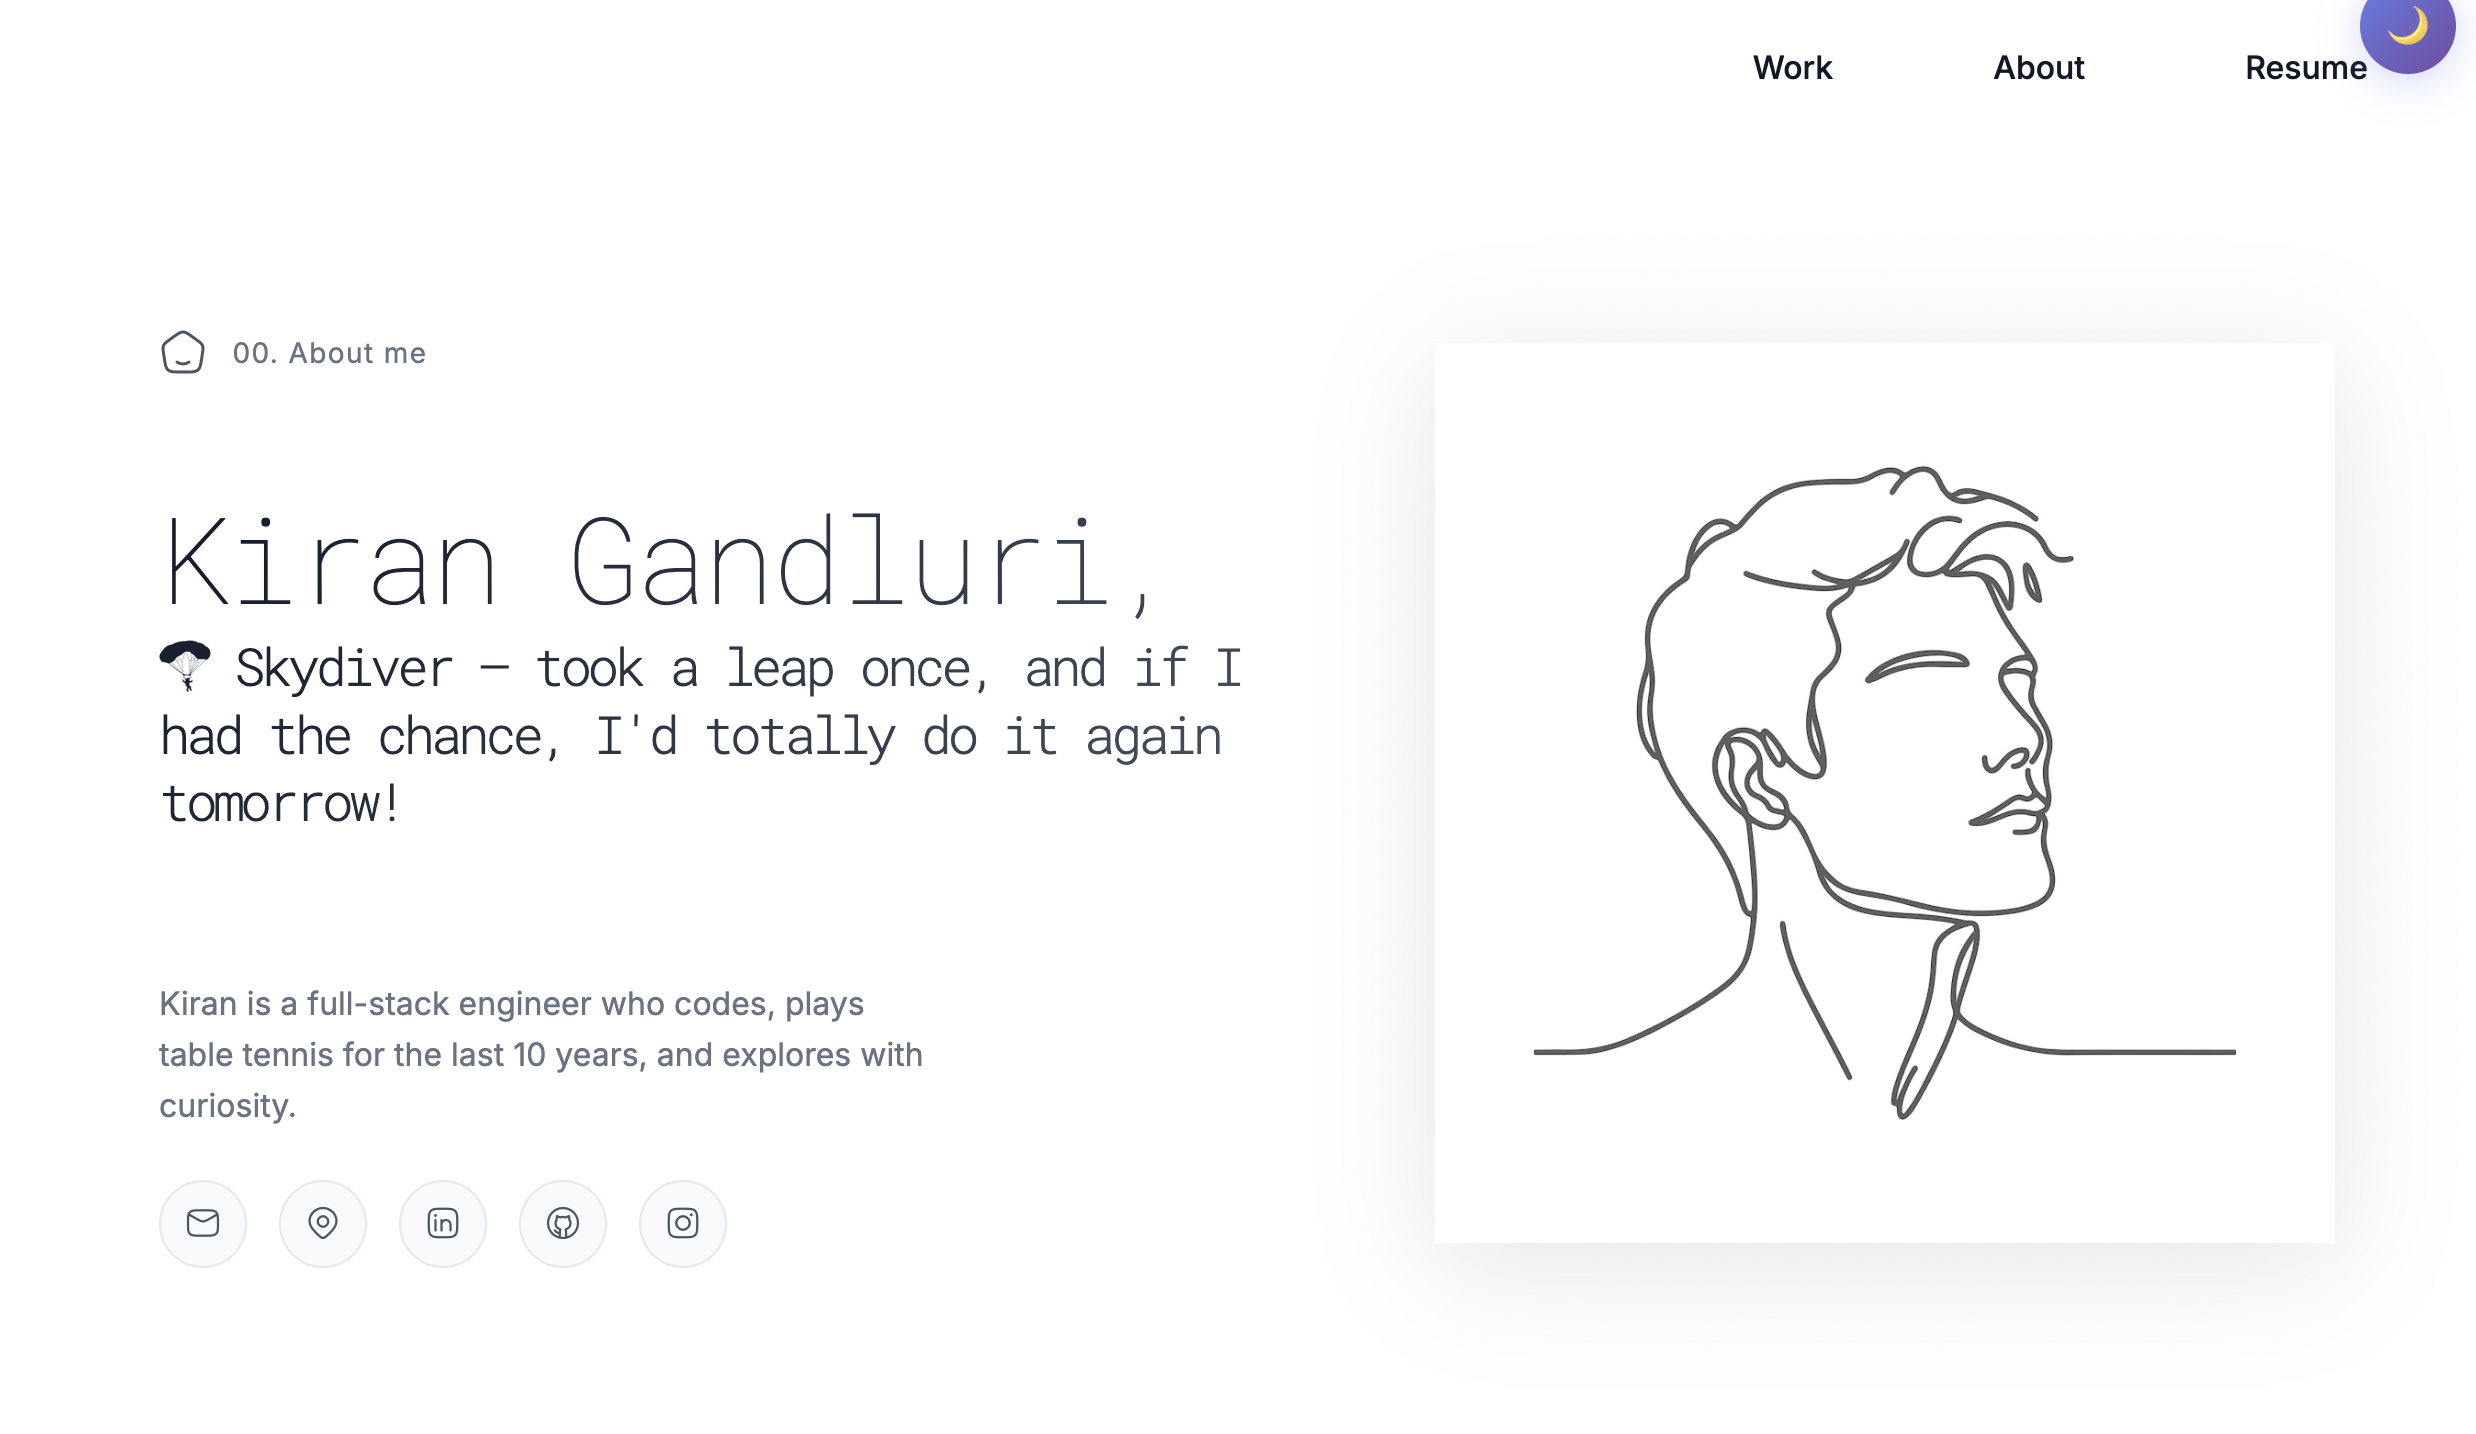 Work About Resume
00. About me
Kiran Gandluri,
Skydiver – took a leap once, and if I
had the chance, I'd totally do it again
tomorrow!
Kiran is a full-stack engineer who codes, plays
table tennis for the last 10 years, and explores with
curiosity.
in